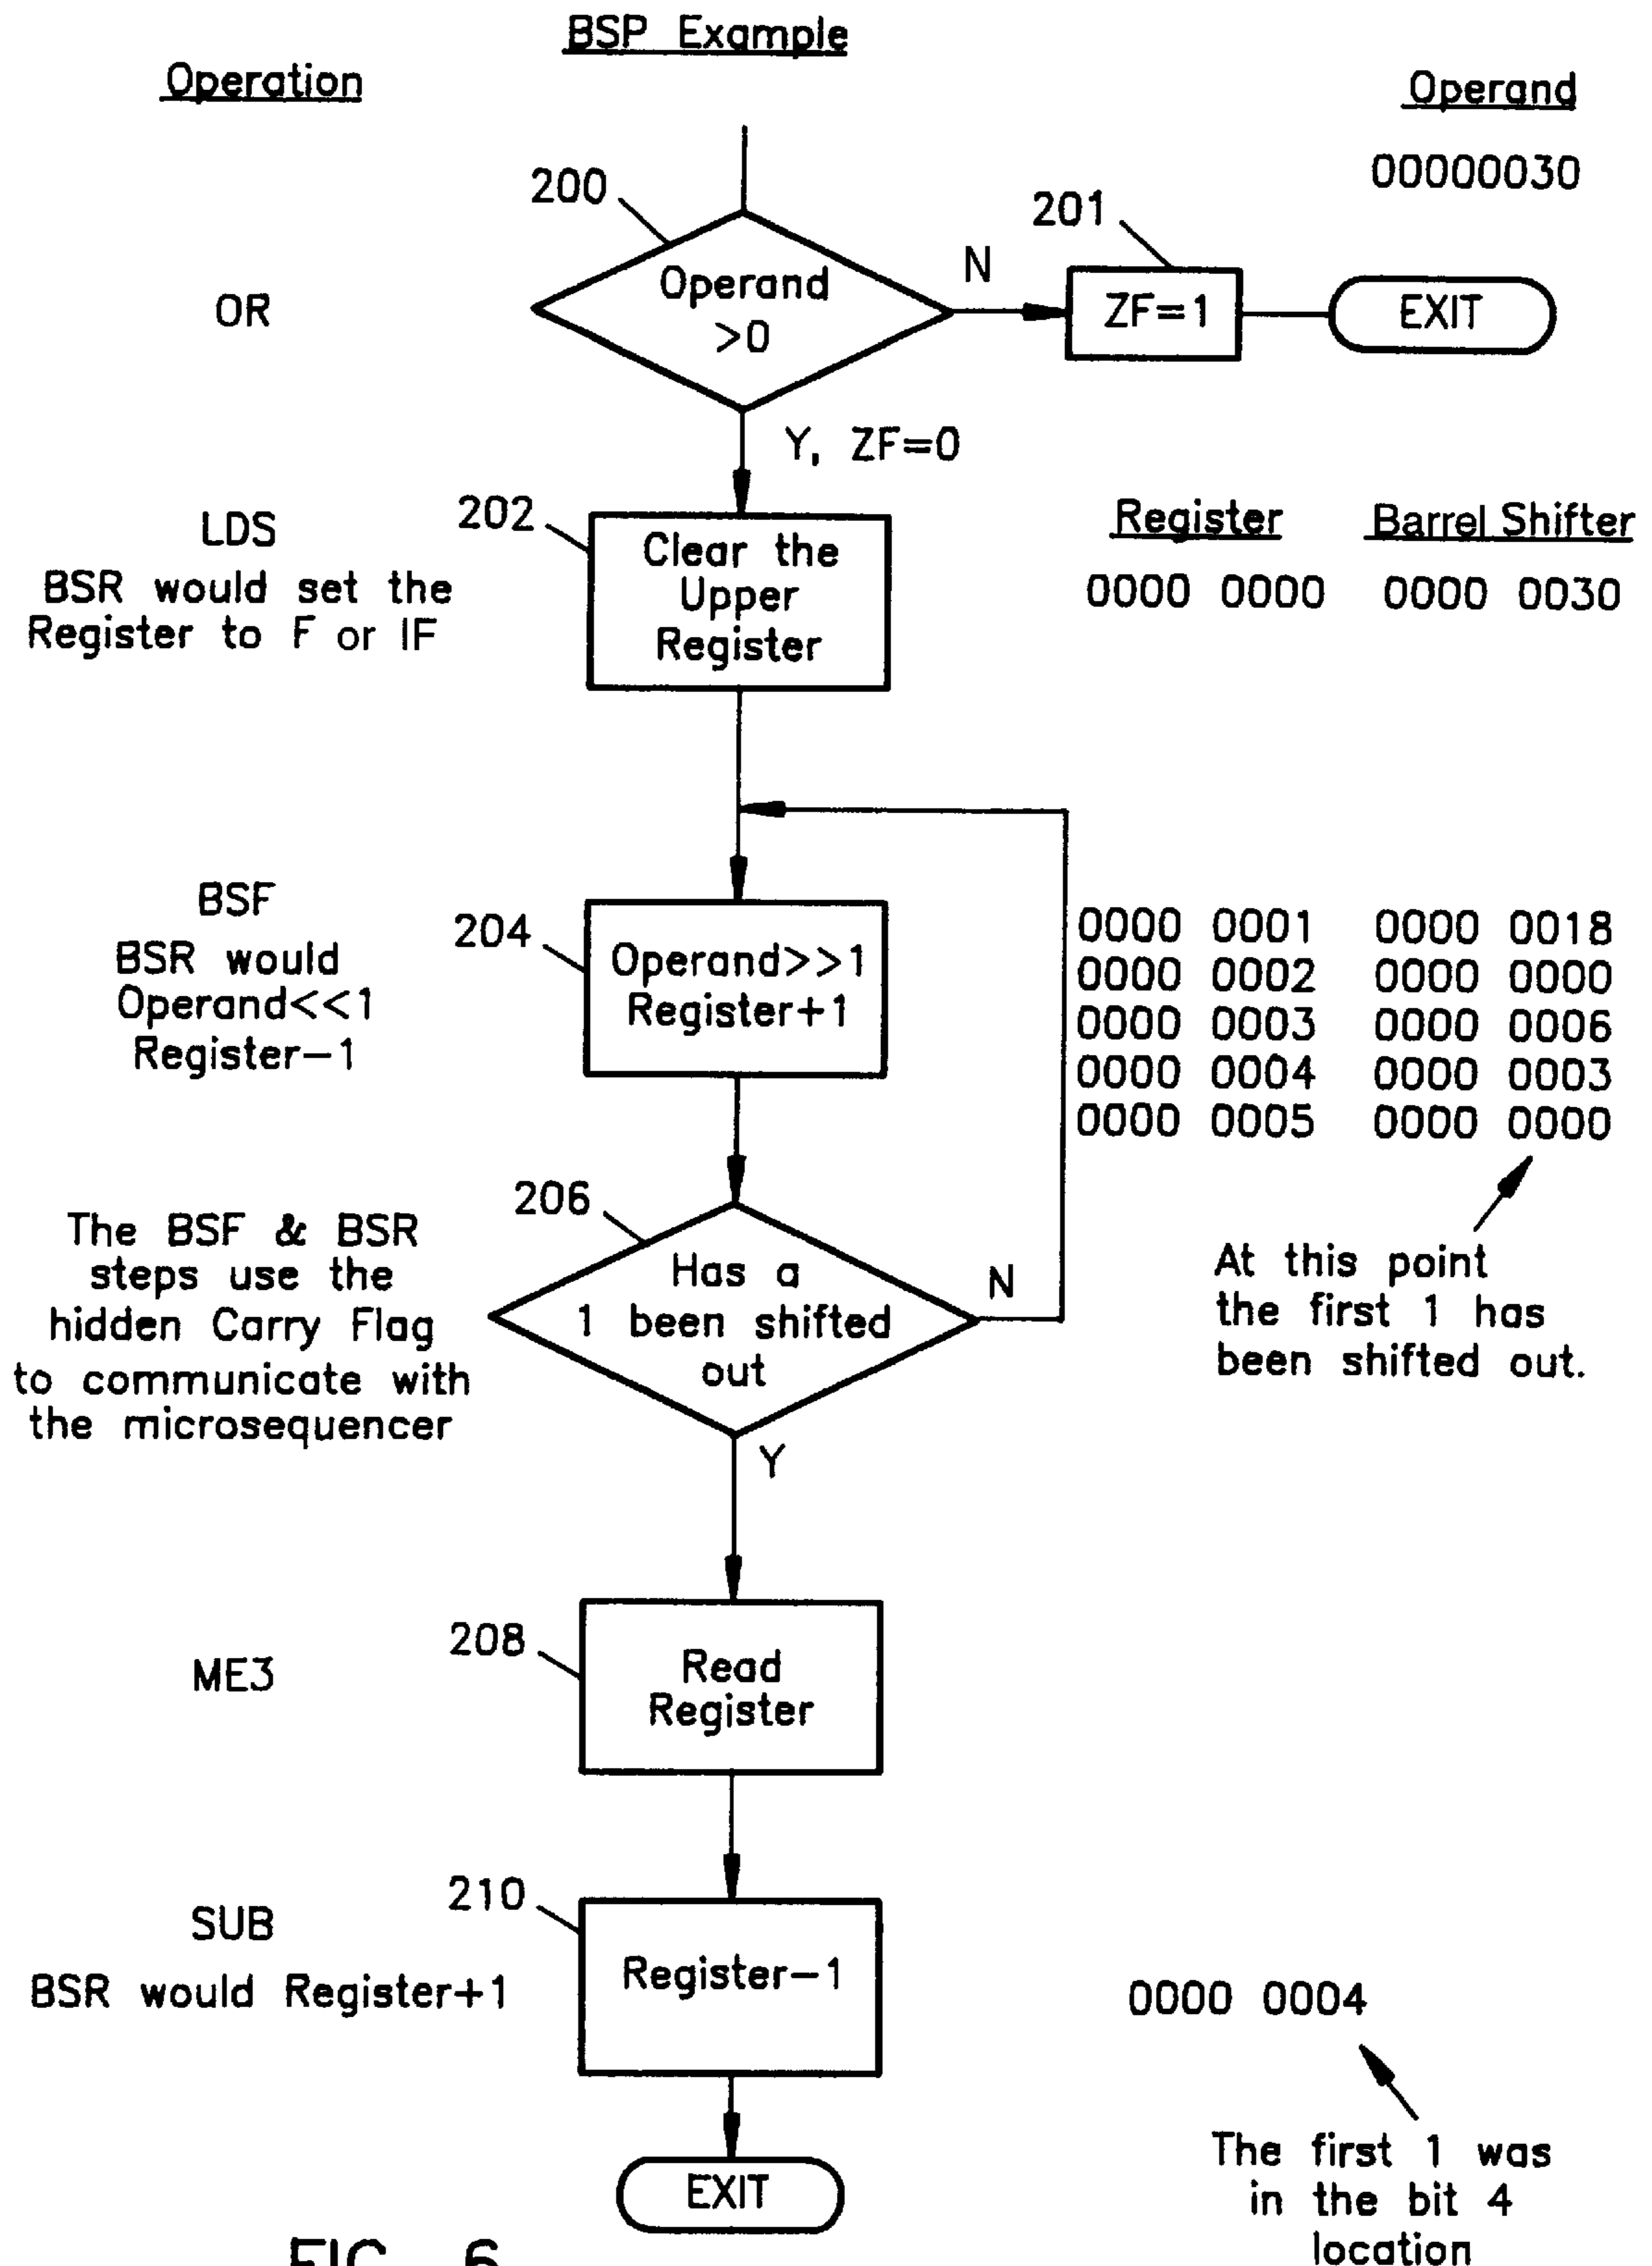 BSP Example
Operation
Operand
00000030
200
201
OR
Operand
>0
N
ZF=1
EXIT
Y, ZF=0
LDS
BSR would set the
Register to F or IF
202
Clear the
Upper
Register
Register Barrel Shifter
0000 0000 0000 0030
BSF
BSR would
Operand<<1
Register-1
204
Operand>>1
Register+1
0000 0001 0000 0018
0000 0002 0000 0000
0000 0003 0000 0006
0000 0004 0000 0003
0000 0005 0000 0000
The BSF & BSR
steps use the
hidden Carry Flag
to communicate with
the microsequencer
206
Has a
1 been shifted
out
N
Y
At this point
the first 1 has
been shifted out.
ME3
208
Read
Register
SUB
BSR would Register+1
210
Register-1
0000 0004
EXIT
The first 1 was
in the bit 4
location
FIG. 6